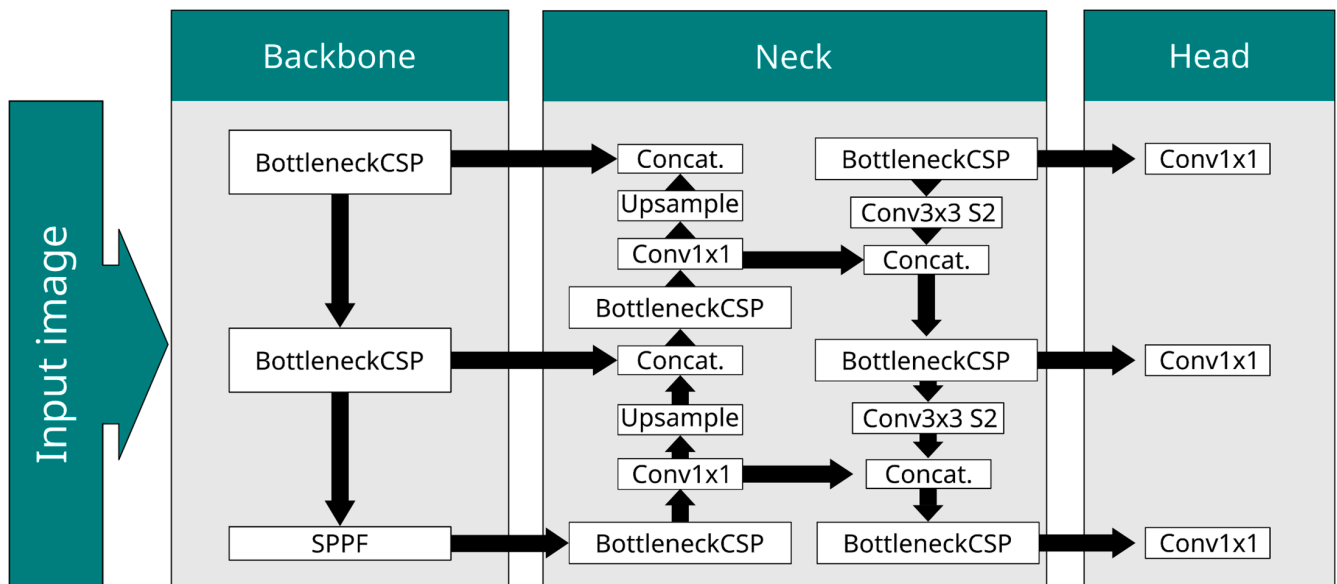 Input image
Backbone
BottleneckCSP
BottleneckCSP
SPPF
Neck
Concat.
Upsample
Conv1x1
BottleneckCSP
Concat.
Upsample
Conv1x1
BottleneckCSP
BottleneckCSP
Conv3x3 S2
Concat.
BottleneckCSP
Conv3x3 S2
Concat.
BottleneckCSP
Head
Conv1x1
Conv1x1
Conv1x1